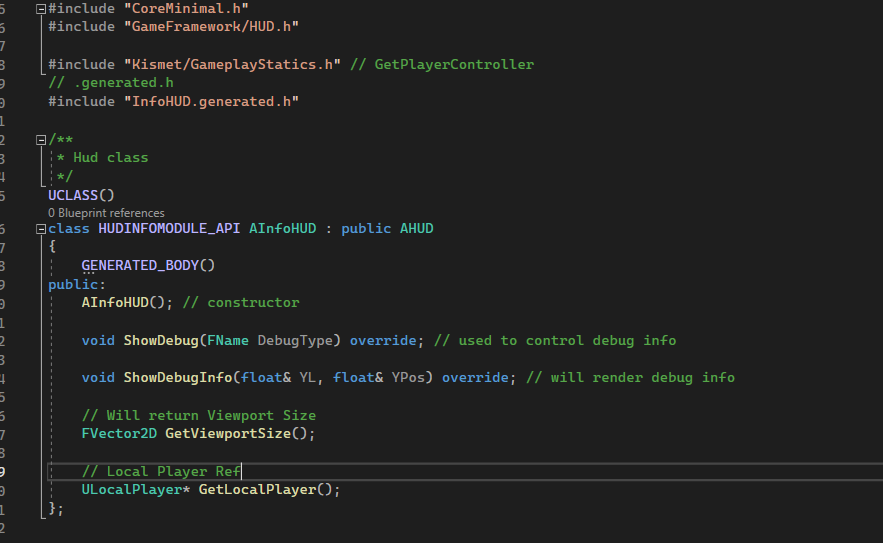 5 #include "CoreMinimal.h"
6 #include "GameFramework/HUD.h"
7
8 #include "Kismet/GameplayStatics.h" // GetPlayerController
9 // .generated.h
0 #include "InfoHUD.generated.h"
1
2 /**
3 * Hud class
4 */
5 UCLASS()
0 Blueprint references
6 class HUDINFOMODULE_API AInfoHUD : public AHUD
7 {
8 GENERATED_BODY()
9 public:
0 AInfoHUD(); // constructor
1
2 void ShowDebug(FName DebugType) override; // used to control debug info
3
4 void ShowDebugInfo(float& YL, float& YPos) override; // will render debug info
5
6 // Will return Viewport Size
7 FVector2D GetViewportSize();
8
9 // Local Player Ref
0 ULocalPlayer* GetLocalPlayer();
1 };
2